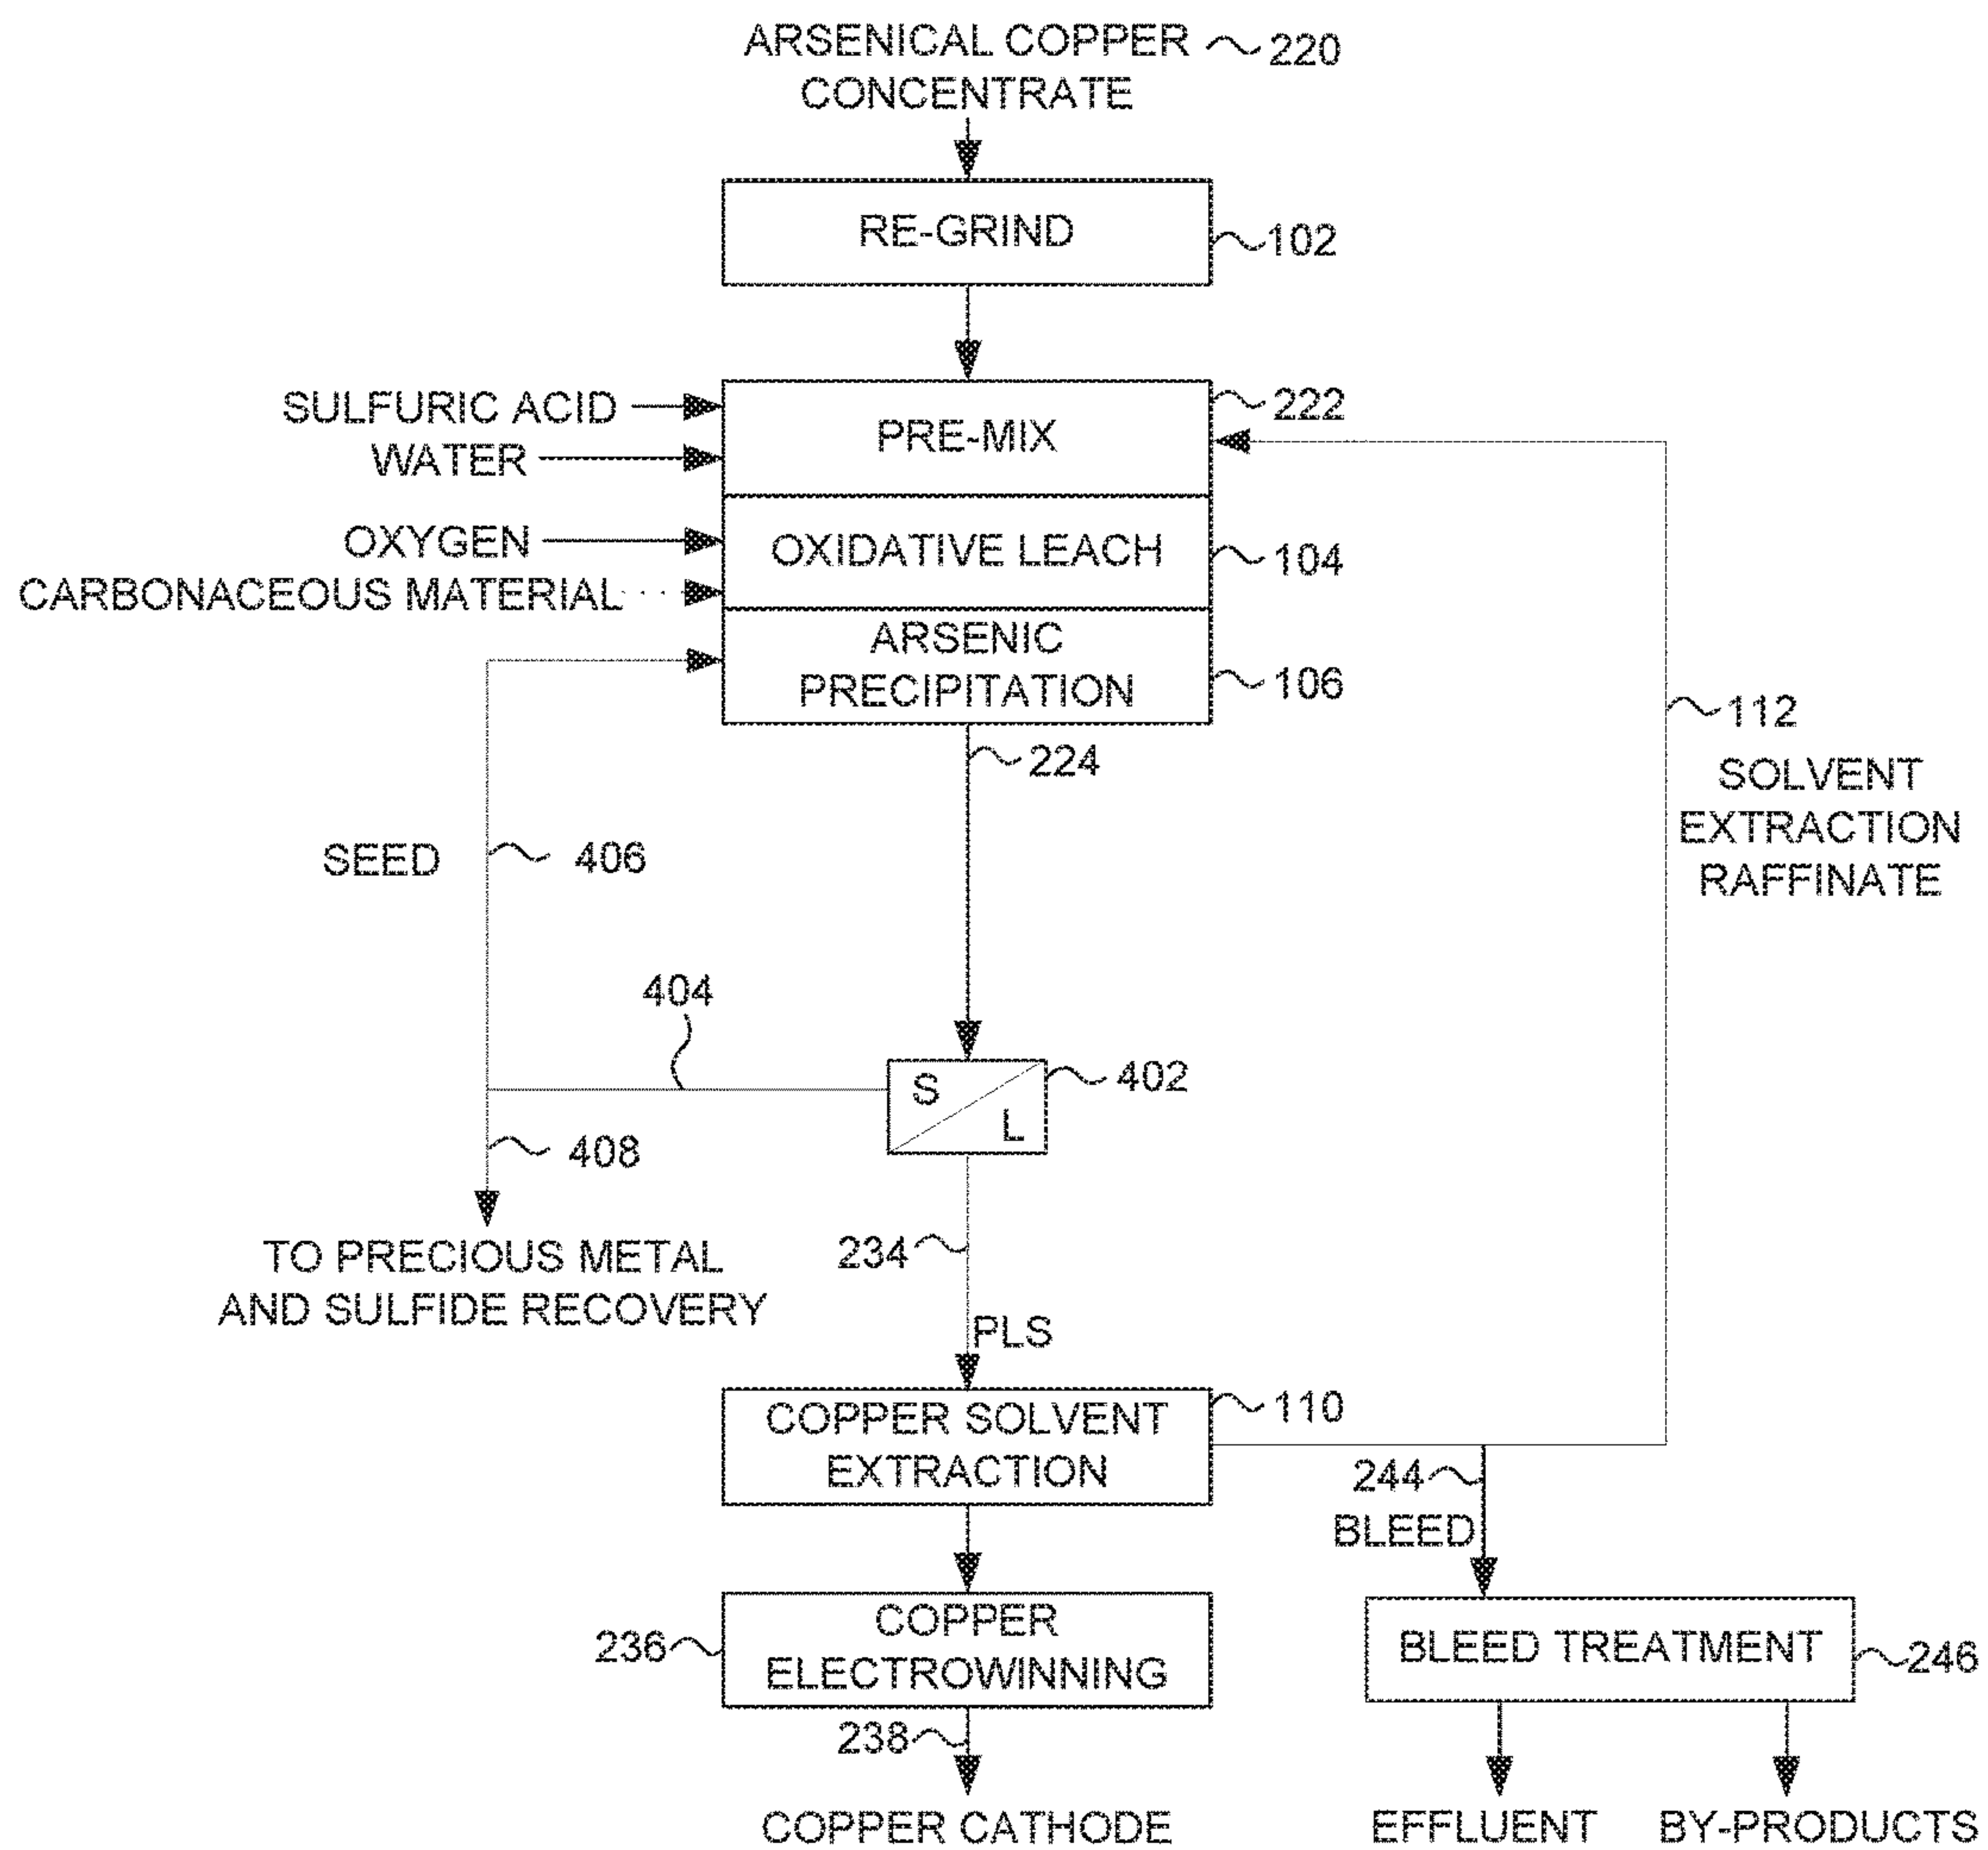 ARSENICAL COPPER 220
CONCENTRATE
RE-GRIND
102
SULFURIC ACID
WATER
PRE-MIX
222
OXYGEN
CARBONACEOUS MATERIAL
OXIDATIVE LEACH
104
ARSENIC
PRECIPITATION
106
112
SOLVENT
EXTRACTION
RAFFINATE
224
SEED
406
404
S
L
402
408
TO PRECIOUS METAL
AND SULFIDE RECOVERY
234
PLS
COPPER SOLVENT
EXTRACTION
110
244
BLEED
236
COPPER
ELECTROWINNING
BLEED TREATMENT
246
238
COPPER CATHODE
EFFLUENT
BY-PRODUCTS